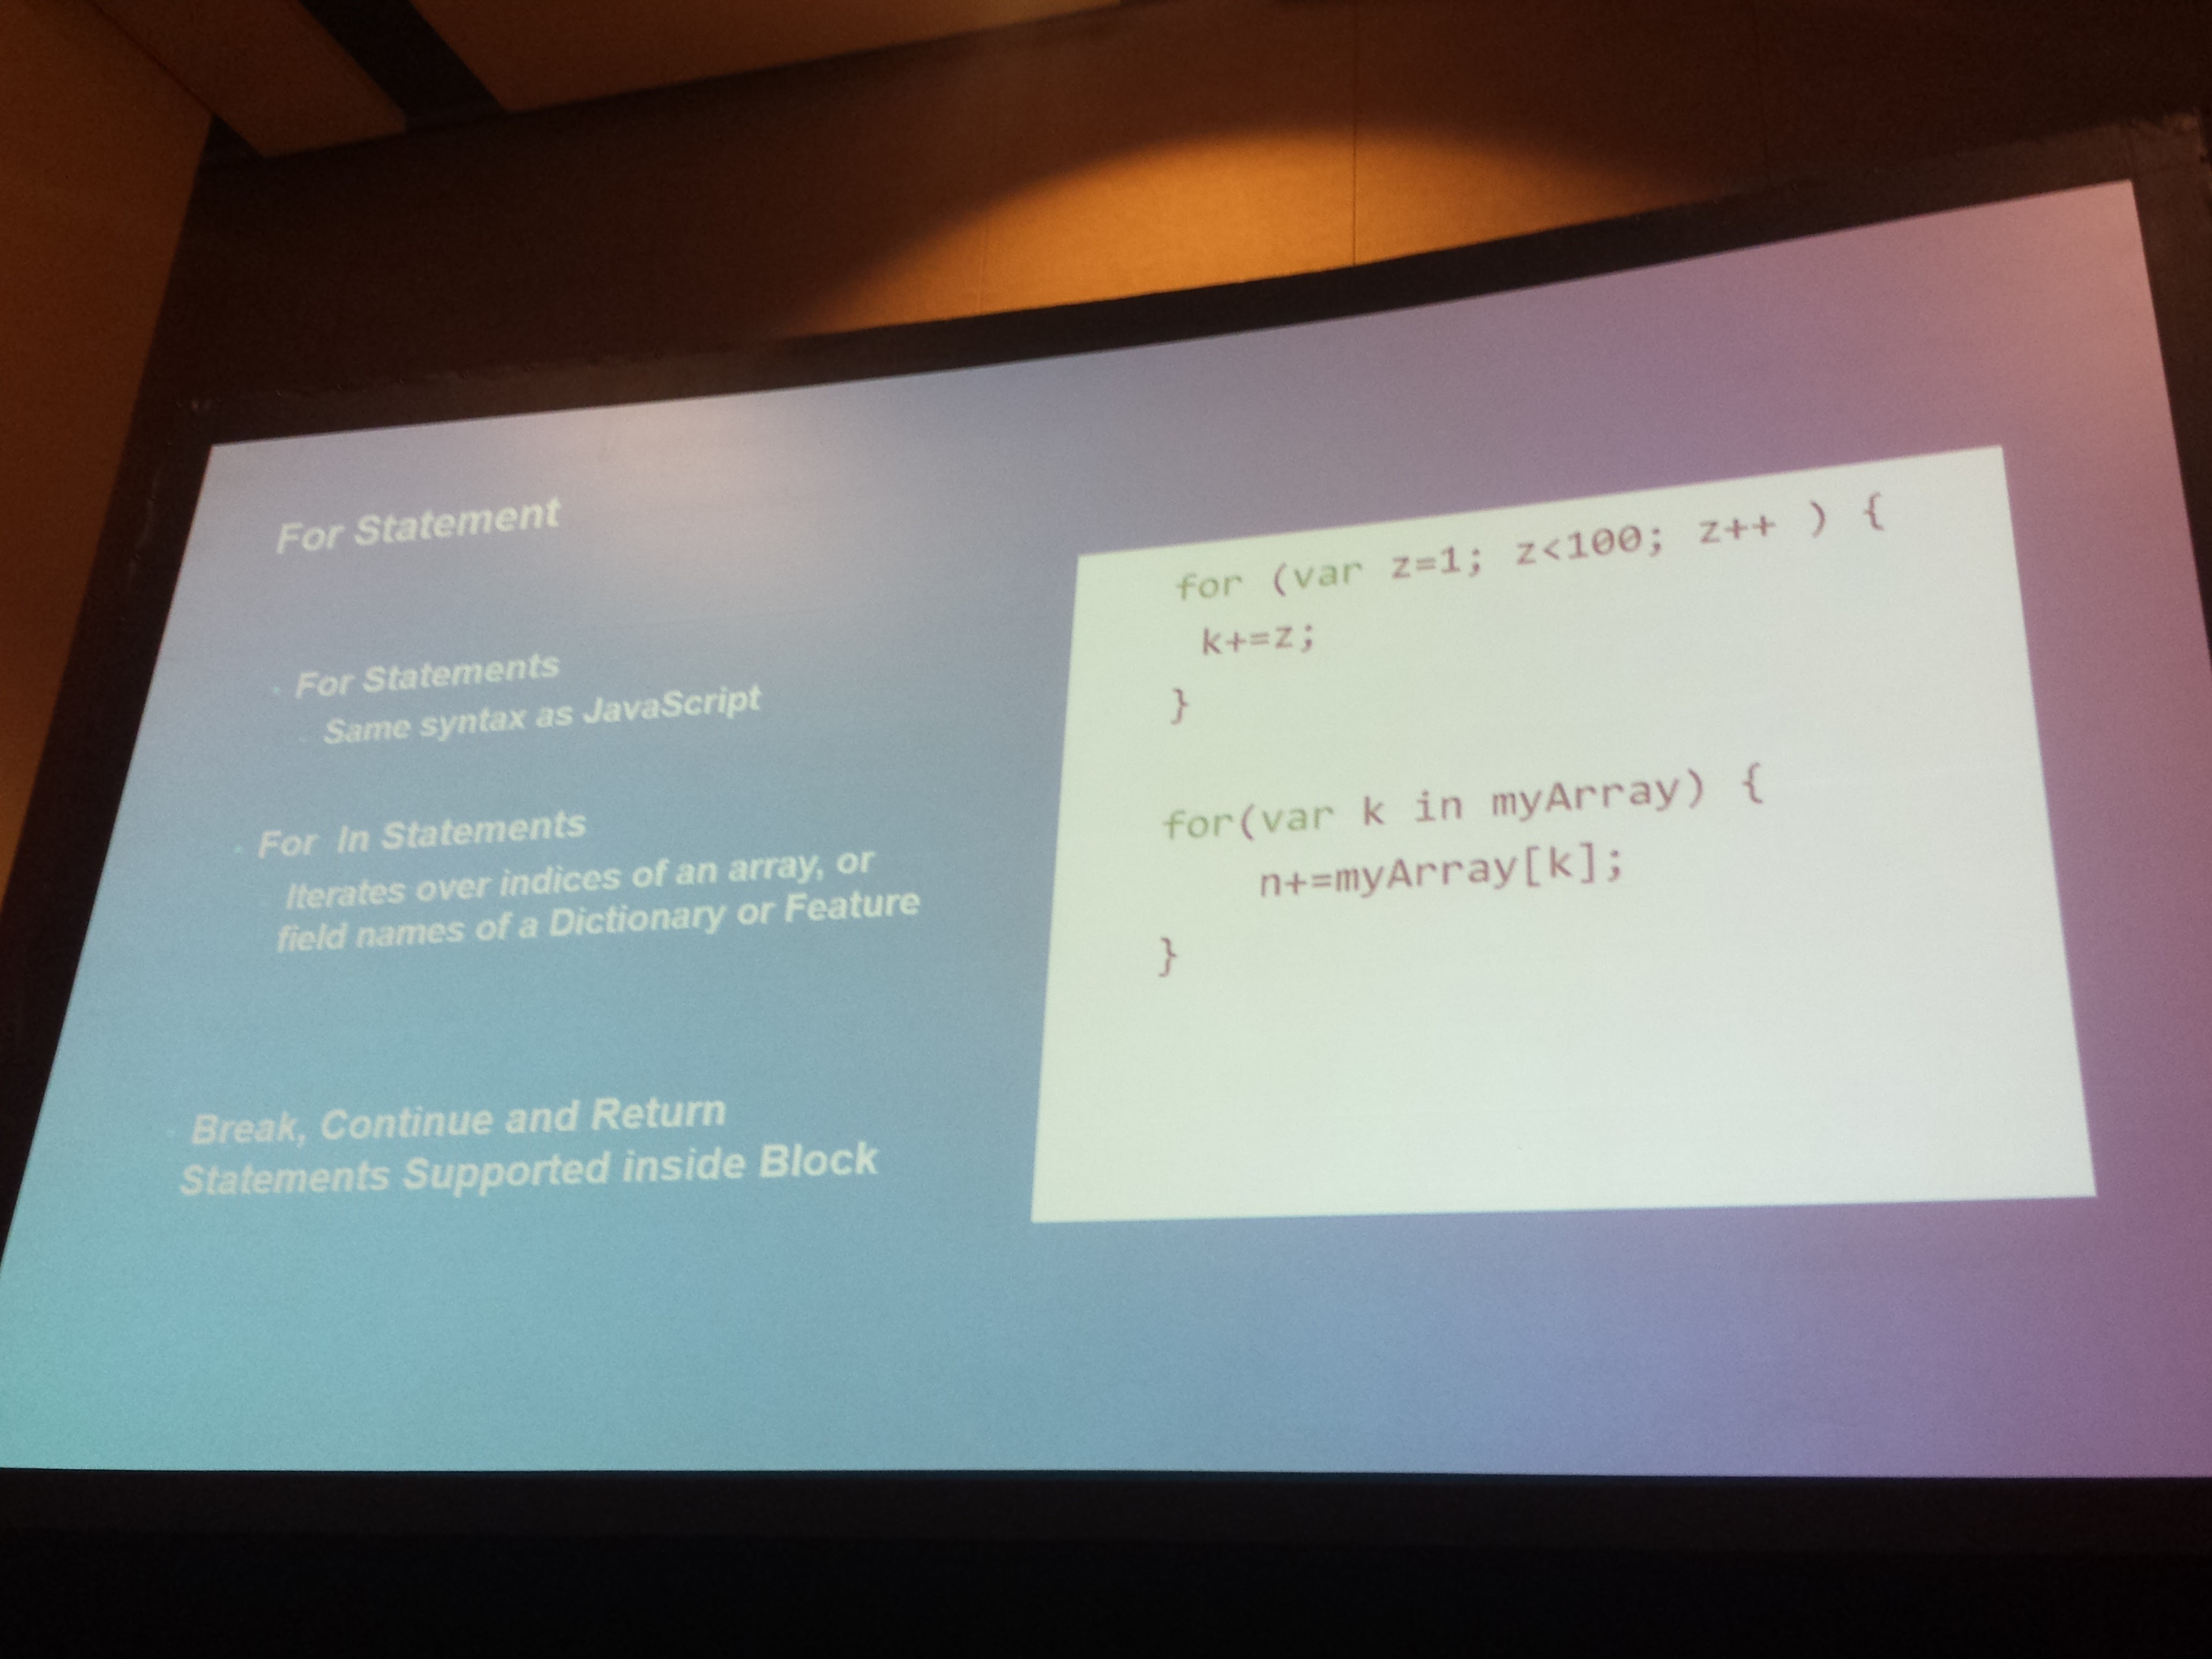 For Statement
For Statements
Same syntax as JavaScript
For In Statements
Iterates over indices of an array, or
field names of a Dictionary or Feature
Break, Continue and Return
Statements Supported inside Block
for (var z=1; z<100; z++ ) {
k+=z;
}
for(var k in myArray) {
n+=myArray[k];
}